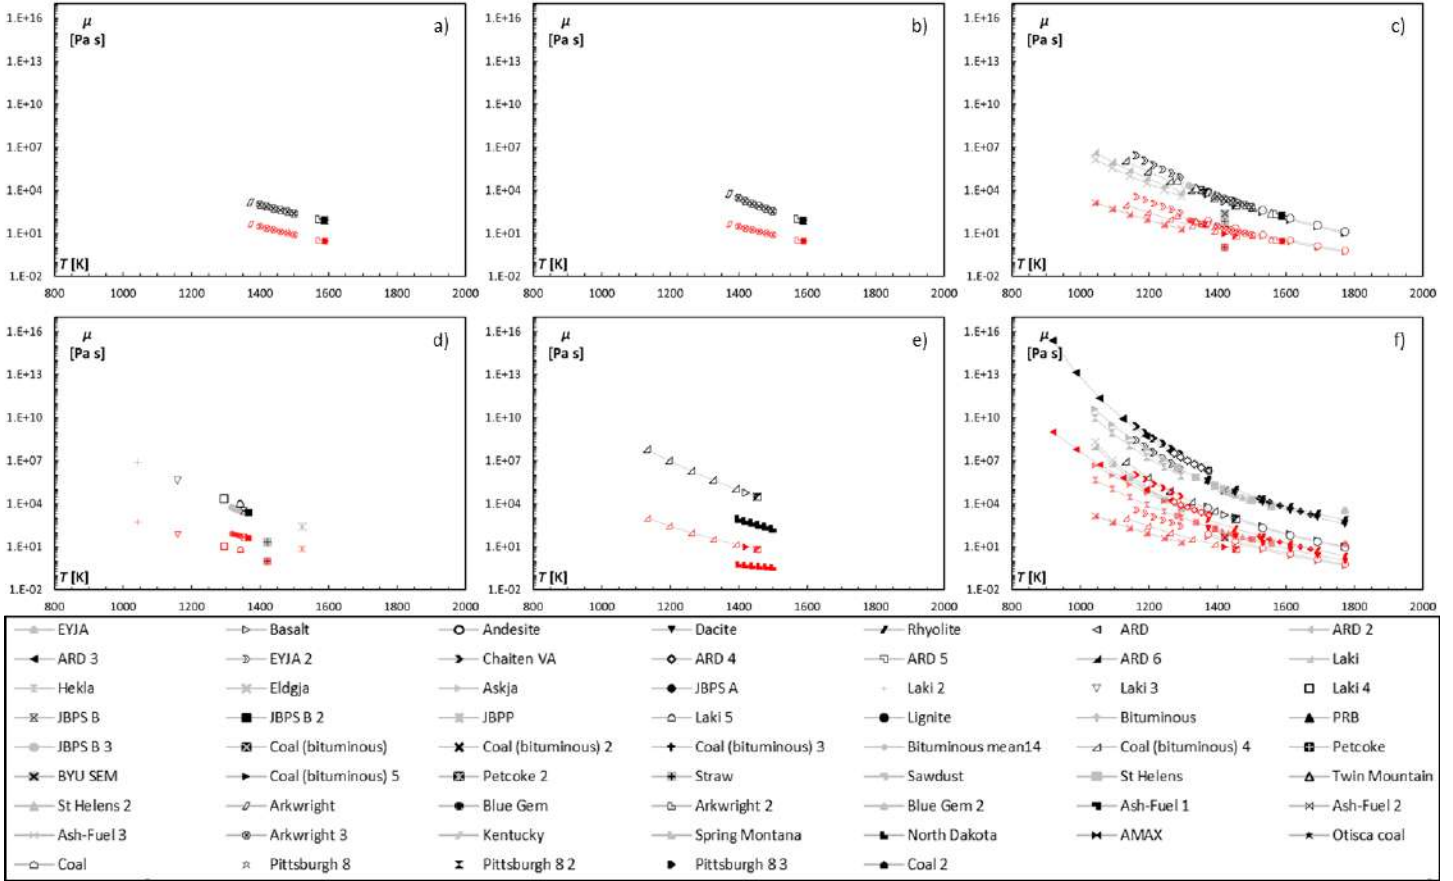 1.E+16 μ a)
[Pa s]
1.E+13
1.E+10
1.E+07
1.E+04
1.E+01
T [K]
1.E-02
800 1000 1200 1400 1600 1800 2000
1.E+16 μ b)
[Pa s]
1.E+13
1.E+10
1.E+07
1.E+04
1.E+01
T [K]
1.E-02
800 1000 1200 1400 1600 1800 2000
1.E+16 μ c)
[Pa s]
1.E+13
1.E+10
1.E+07
1.E+04
1.E+01
T [K]
1.E-02
800 1000 1200 1400 1600 1800 2000
1.E+16 μ d)
[Pa s]
1.E+13
1.E+10
1.E+07
1.E+04
1.E+01
T [K]
1.E-02
800 1000 1200 1400 1600 1800 2000
1.E+16 μ e)
[Pa s]
1.E+13
1.E+10
1.E+07
1.E+04
1.E+01
T [K]
1.E-02
800 1000 1200 1400 1600 1800 2000
1.E+16 μ f)
[Pa s]
1.E+13
1.E+10
1.E+07
1.E+04
1.E+01
T [K]
1.E-02
800 1000 1200 1400 1600 1800 2000
EYJA Basalt Andesite Dacite Rhyolite ARD ARD 2
ARD 3 EYJA 2 Chaiten VA ARD 4 ARD 5 ARD 6 Laki
Hekla Eldgja Askja JBPS A Laki 2 Laki 3 Laki 4
JBPS B JBPS B 2 JBPP Laki 5 Lignite Bituminous PRB
JBPS B 3 Coal (bituminous) Coal (bituminous) 2 Coal (bituminous) 3 Bituminous mean14 Coal (bituminous) 4 Petcoke
BYU SEM Coal (bituminous) 5 Petcoke 2 Straw Sawdust St Helens Twin Mountain
St Helens 2 Arkwright Blue Gem Arkwright 2 Blue Gem 2 Ash-Fuel 1 Ash-Fuel 2
Ash-Fuel 3 Arkwright 3 Kentucky Spring Montana North Dakota AMAX Otisca coal
Coal Pittsburgh 8 Pittsburgh 8 2 Pittsburgh 8 3 Coal 2